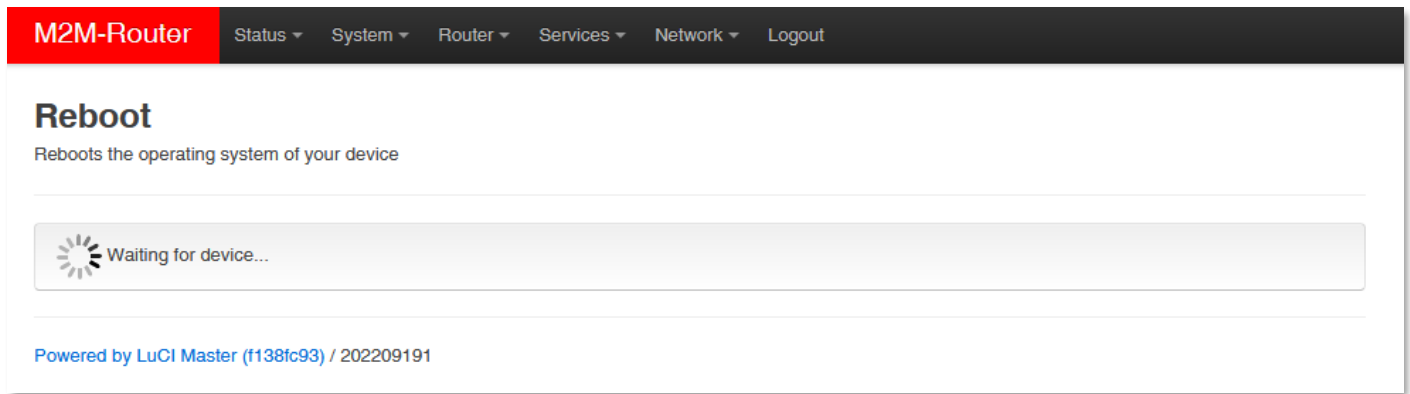 M2M-Router Status System Router Services Network Logout
Reboot
Reboots the operating system of your device
Waiting for device...
Powered by LuCI Master (f138fc93) / 202209191